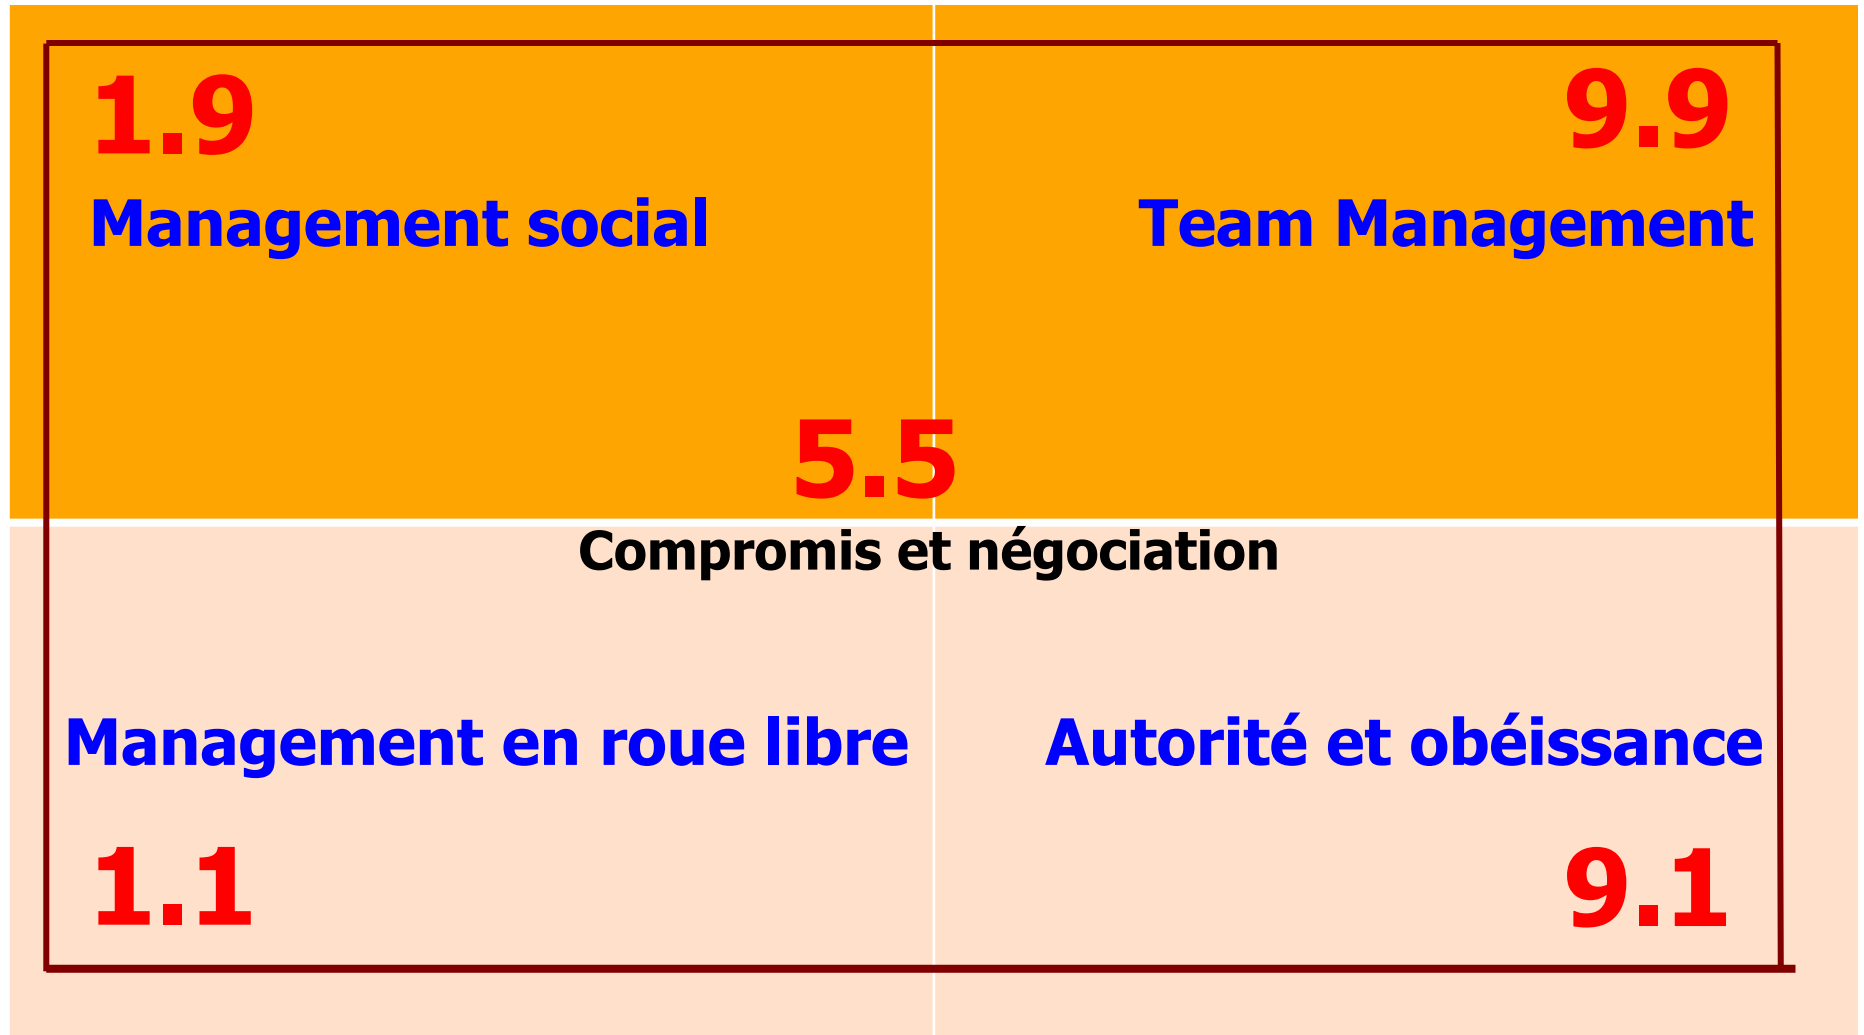 1.9
9.9
Management social
Team Management
5.5
Compromis et négociation
Management en roue libre
Autorité et obéissance
1.1
9.1